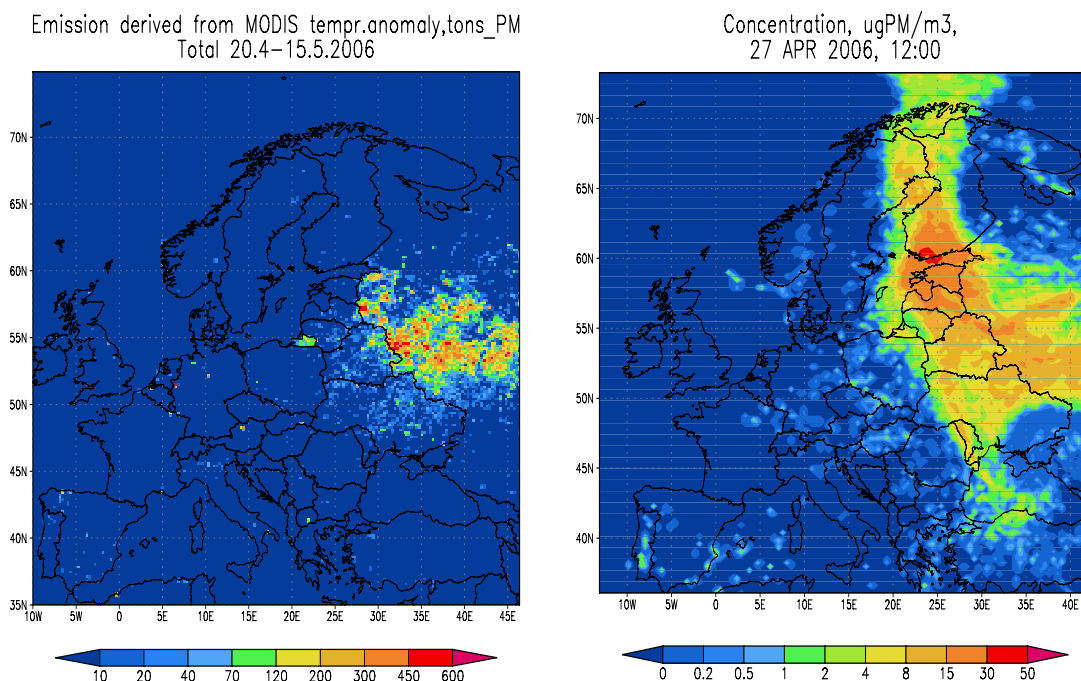 Emission derived from MODIS tempr.anomaly,tons_PM
Total 20.4-15.5.2006
70N
65N
60N
55N
50N
45N
40N
35N
10W 5W 0 5E 10E 15E 20E 25E 30E 35E 40E 45E
10 20 40 70 120 200 300 450 600
Concentration, ugPM/m3,
27 APR 2006, 12:00
70N
65N
60N
55N
50N
45N
40N
10W 5W 0 5E 10E 15E 20E 25E 30E 35E 40E
0 0.2 0.5 1 2 4 8 15 30 50